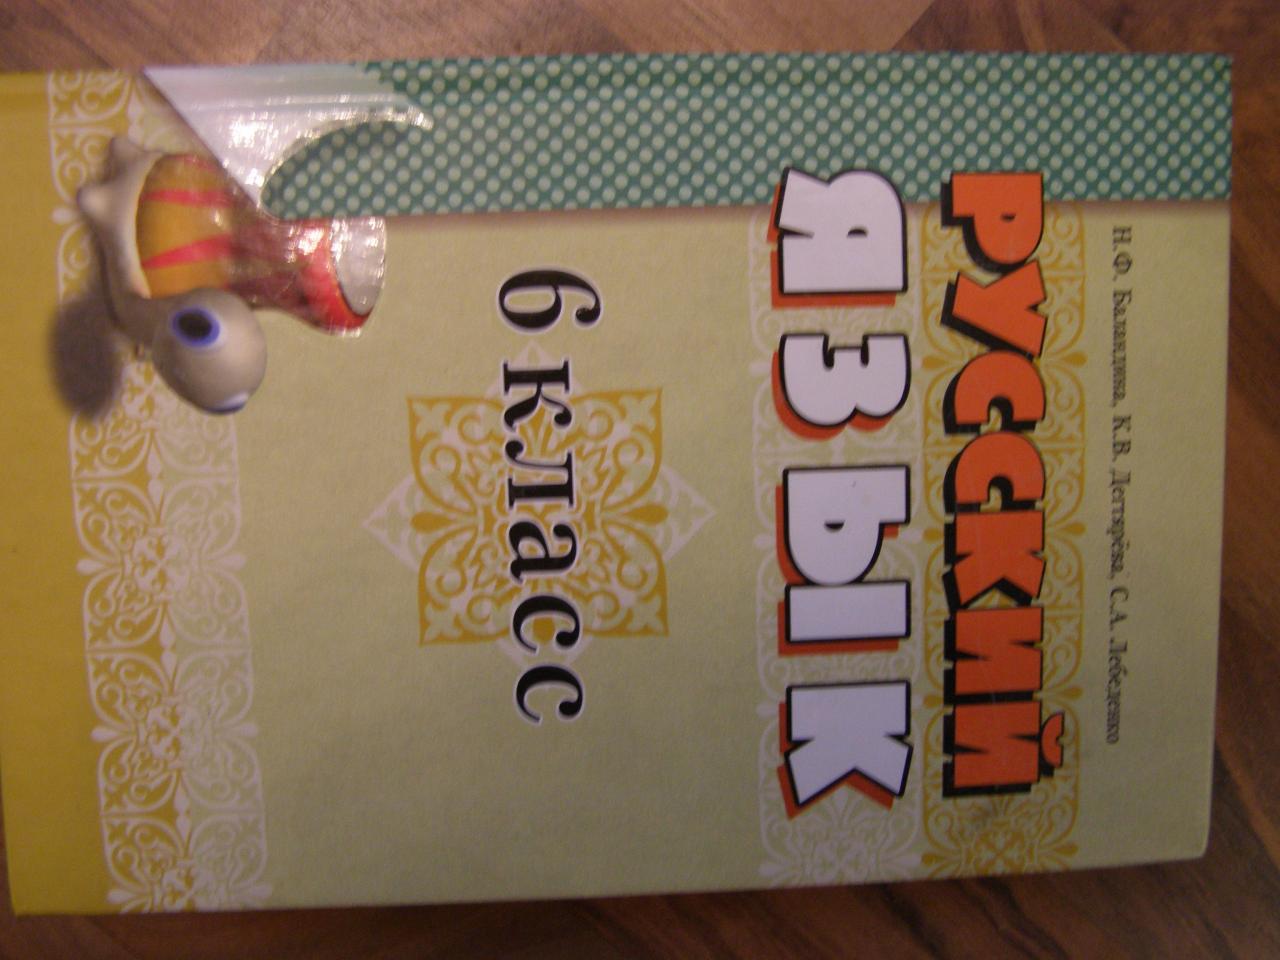 Н.Ф. Баландина, К.В. Дегтярёва, С.А. Лебеденко
РУССКИЙ
ЯЗЫК
6 класс